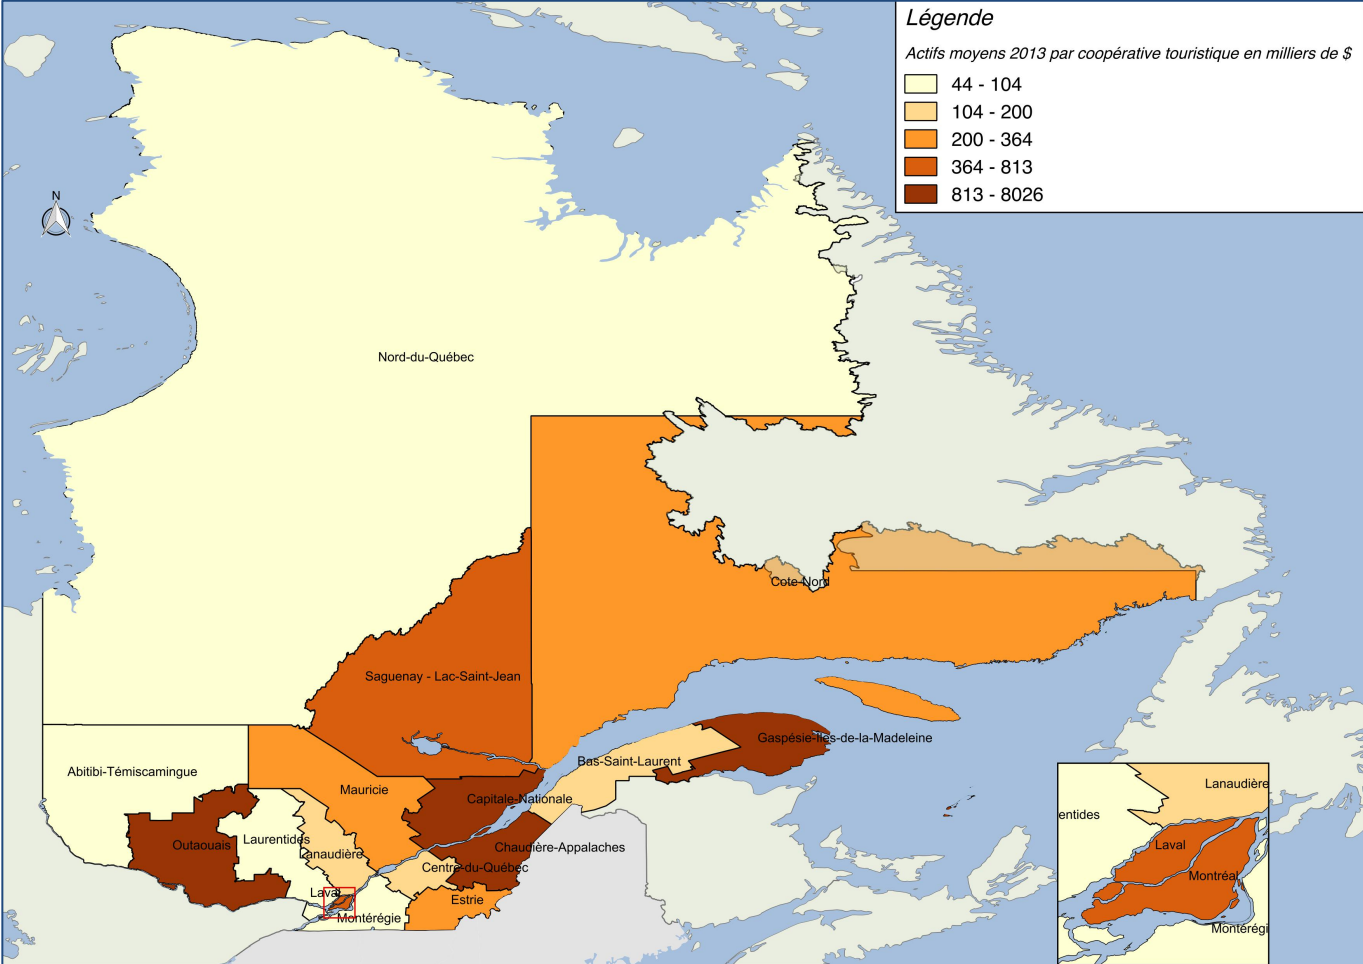 Légende
Actifs moyens 2013 par coopérative touristique en milliers de $
44 - 104
104 - 200
200 - 364
364 - 813
813 - 8026
N
Nord-du-Québec
Cote-Nord
Saguenay - Lac-Saint-Jean
Gaspésie-Iles-de-la-Madeleine
Bas-Saint-Laurent
Abitibi-Témiscamingue
Mauricie
Capitale-Nationale
Outaouais
Laurentides
Lanaudière
Chaudière-Appalaches
Centre-du-Québec
Laval
Estrie
Montérégie
Lanaudière
entides
Laval
Montréal
Montérégi